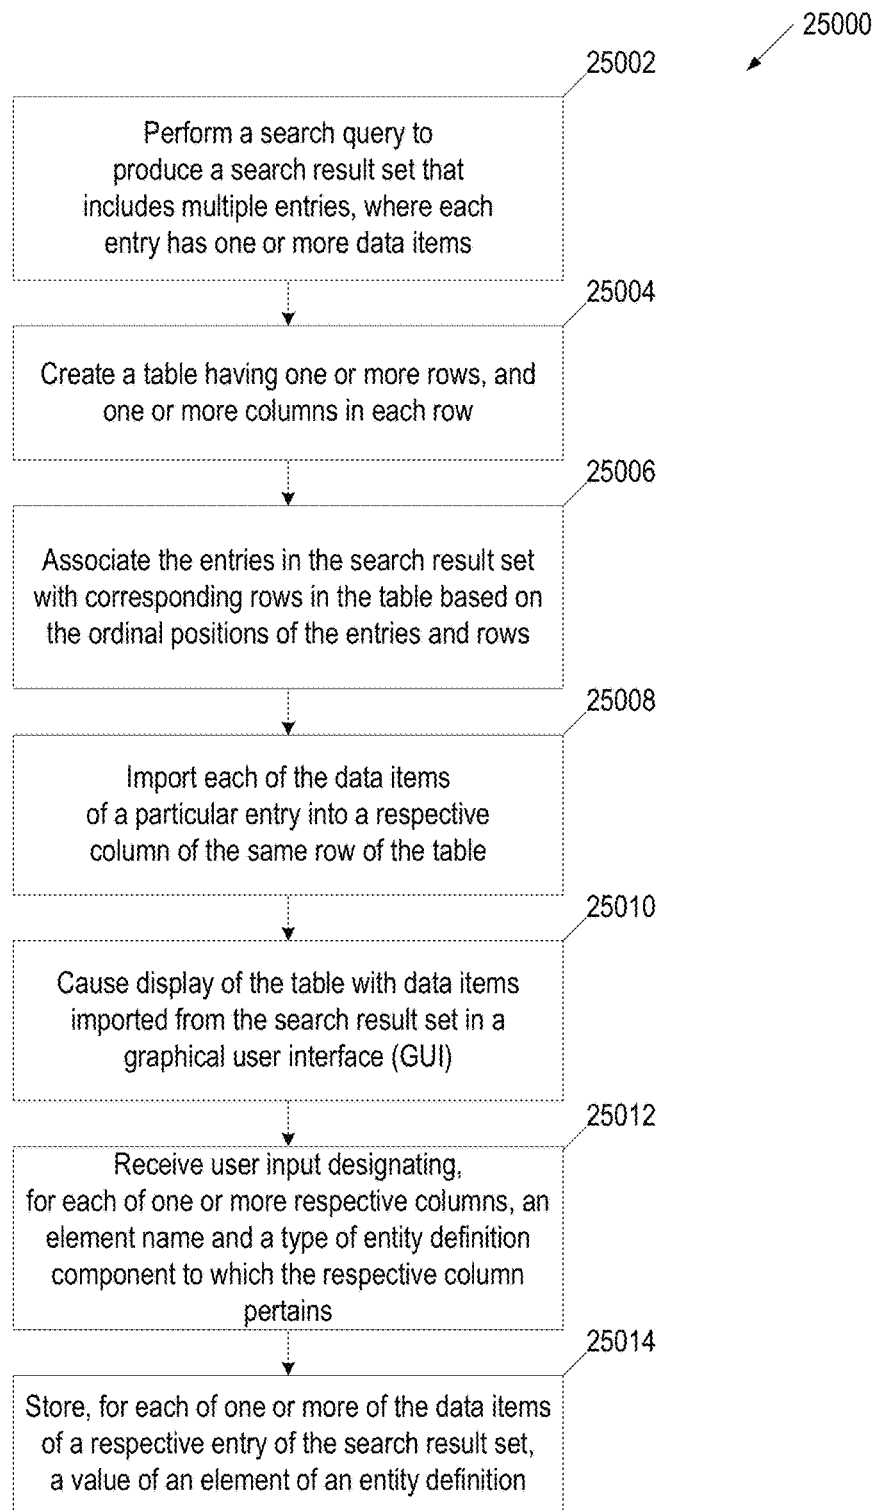 25000
25002
Perform a search query to
produce a search result set that
includes multiple entries, where each
entry has one or more data items
25004
Create a table having one or more rows, and
one or more columns in each row
25006
Associate the entries in the search result set
with corresponding rows in the table based on
the ordinal positions of the entries and rows
25008
Import each of the data items
of a particular entry into a respective
column of the same row of the table
25010
Cause display of the table with data items
imported from the search result set in a
graphical user interface (GUI)
25012
Receive user input designating,
for each of one or more respective columns, an
element name and a type of entity definition
component to which the respective column
pertains
25014
Store, for each of one or more of the data items
of a respective entry of the search result set,
a value of an element of an entity definition